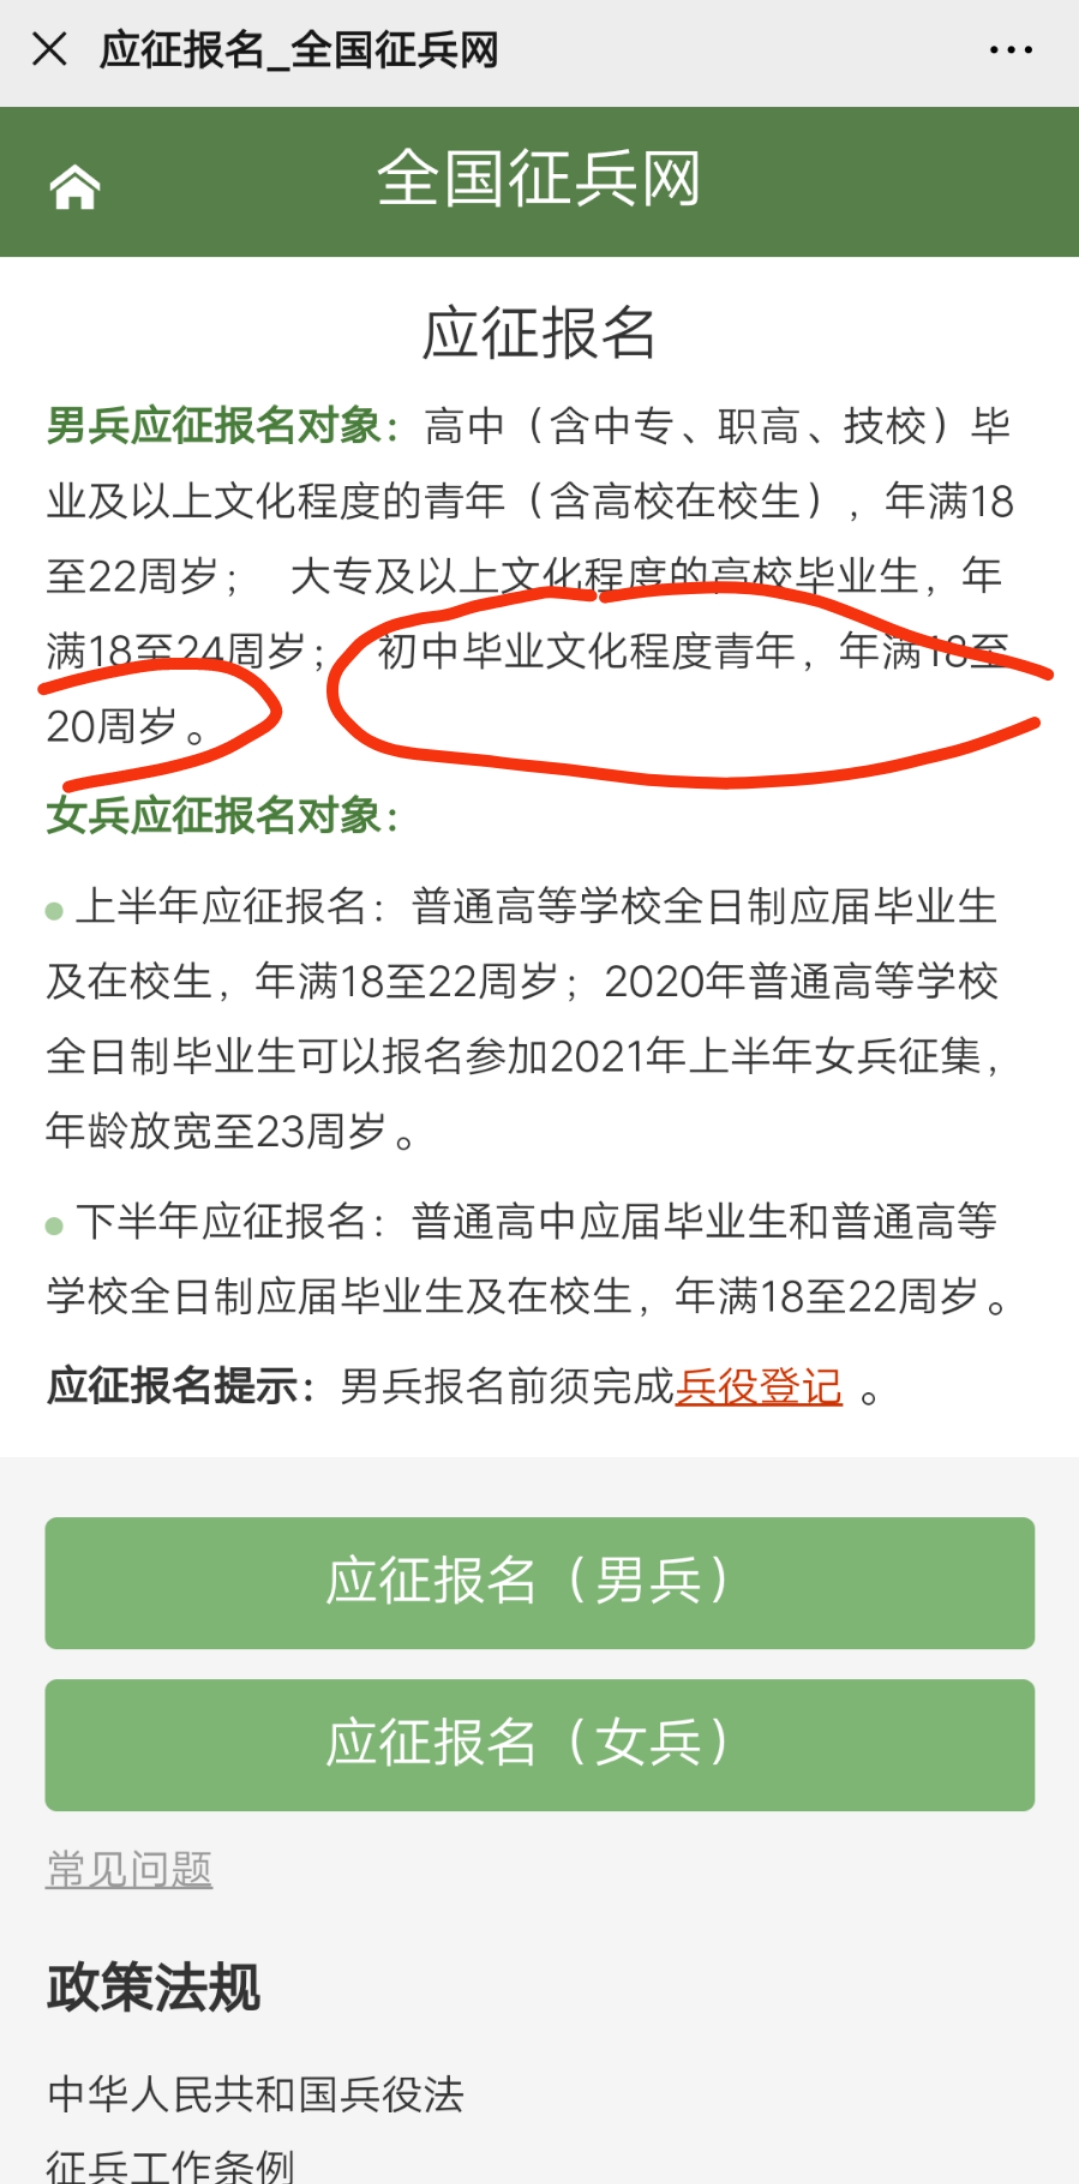 应征报名_全国征兵网
全国征兵网
应征报名
男兵应征报名对象：高中（含中专、职高、技校）毕
业及以上文化程度的青年（含高校在校生），年满18
至22周岁； 大专及以上文化程度的高校毕业生，年
满18至24周岁； 初中毕业文化程度青年，年满18至
20周岁。
女兵应征报名对象：
上半年应征报名：普通高等学校全日制应届毕业生
及在校生，年满18至22周岁；2020年普通高等学校
全日制毕业生可以报名参加2021年上半年女兵征集，
年龄放宽至23周岁。
下半年应征报名：普通高中应届毕业生和普通高等
学校全日制应届毕业生及在校生，年满18至22周岁。
应征报名提示：男兵报名前须完成兵役登记 。
应征报名（男兵）
应征报名（女兵）
常见问题
政策法规
中华人民共和国兵役法
征兵工作条例